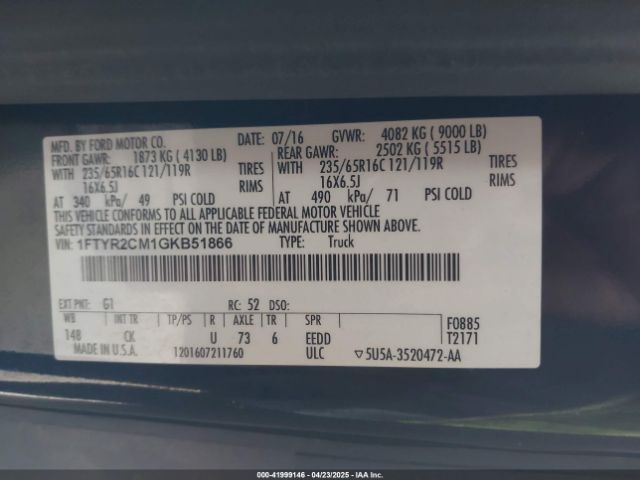 MFD. BY FORD MOTOR CO. DATE: 07/16 GVWR: 4082 KG ( 9000 LB)
FRONT GAWR: 1873 KG ( 4130 LB) REAR GAWR: 2502 KG ( 5515 LB)
WITH 235/65R16C 121/119R TIRES WITH 235/65R16C 121/119R TIRES
16X6.5J RIMS 16X6.5J RIMS
AT 340 kPa/ 49 PSI COLD AT 490 kPa/ 71 PSI COLD
THIS VEHICLE CONFORMS TO ALL APPLICABLE FEDERAL MOTOR VEHICLE
SAFETY STANDARDS IN EFFECT ON THE DATE OF MANUFACTURE SHOWN ABOVE.
VIN: 1FTYR2CM1GKB51866 TYPE: Truck
EXT PNT: G1 RC: 52 DSO:
WB INT TR TP/PS R AXLE TR SPR F0885
148 CK U 73 6 EEDD T2171
MADE IN U.S.A. 1201607211760 ULC ▽ 5U5A-3520472-AA
000-41999146 - 04/23/2025 - IAAI.COM